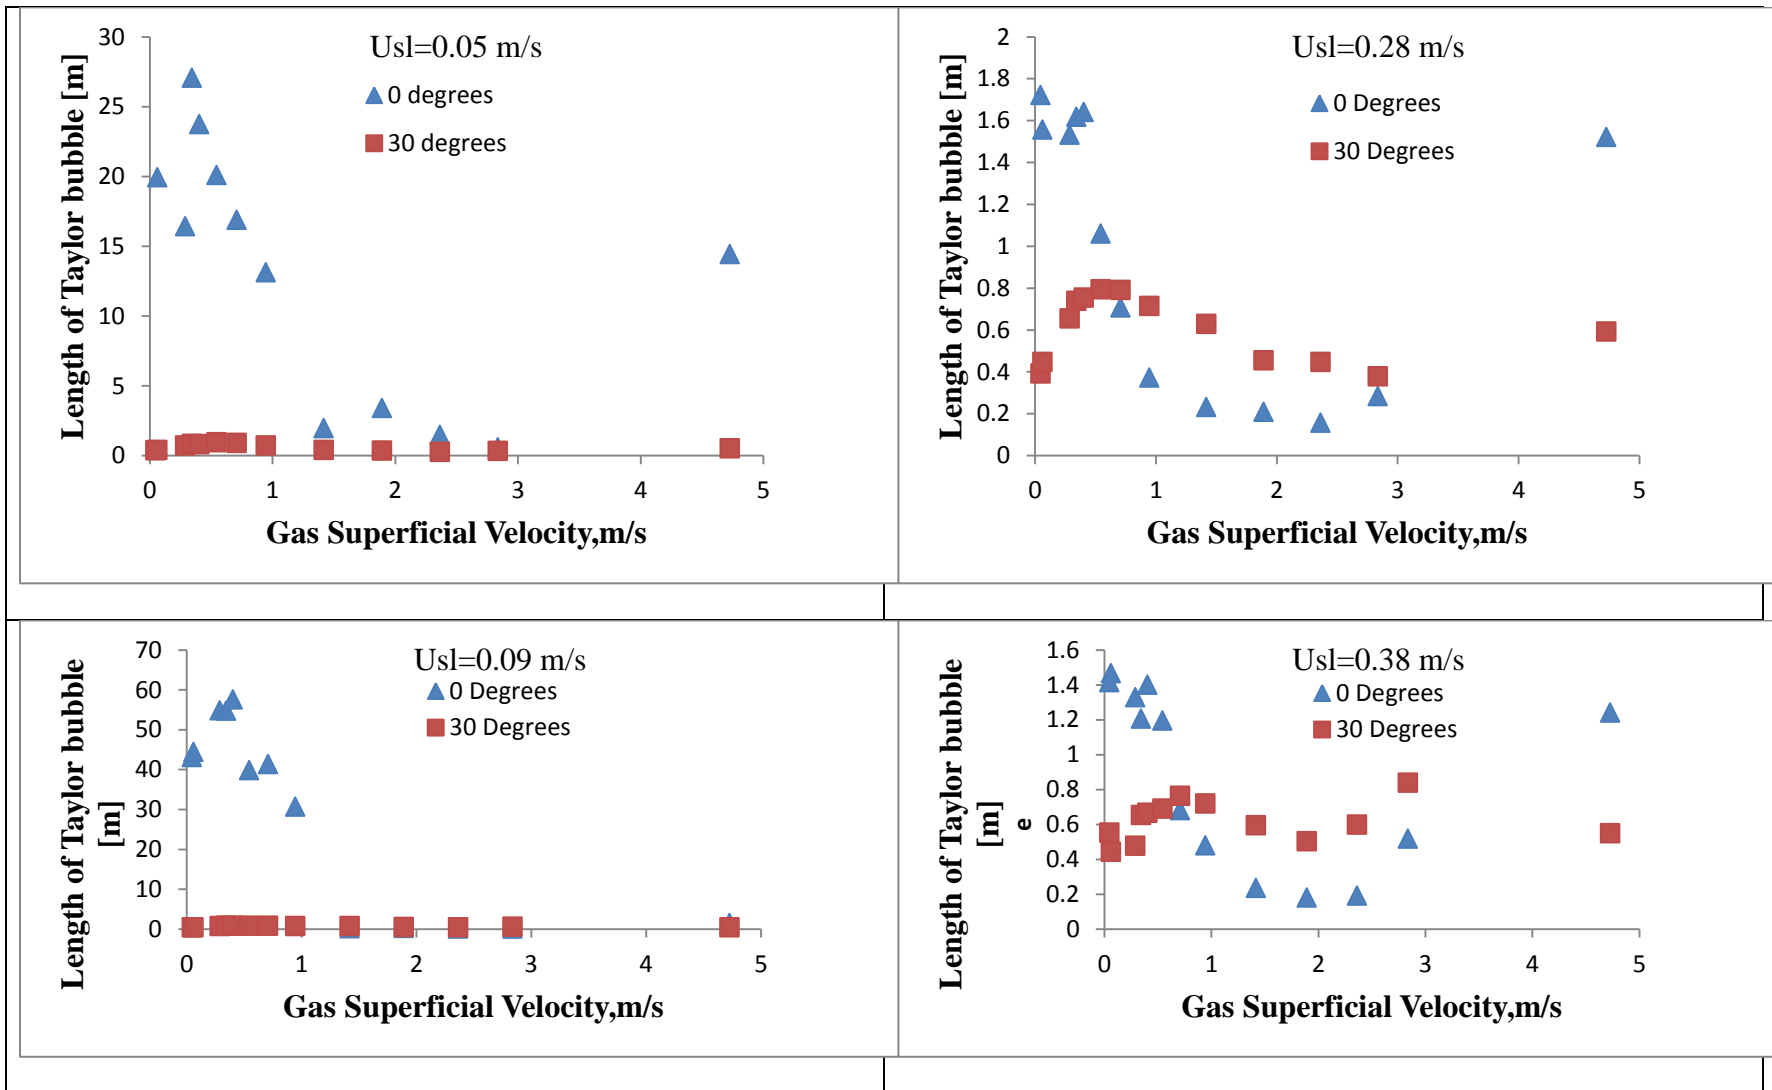 Usl=0.05 m/s
0 degrees
30 degrees
Length of Taylor bubble [m]
30
25
20
15
10
5
0
0 1 2 3 4 5
Gas Superficial Velocity,m/s
Usl=0.28 m/s
0 Degrees
30 Degrees
Length of Taylor bubble [m]
2
1.8
1.6
1.4
1.2
1
0.8
0.6
0.4
0.2
0
0 1 2 3 4 5
Gas Superficial Velocity,m/s
Usl=0.09 m/s
0 Degrees
30 Degrees
Length of Taylor bubble
[m]
70
60
50
40
30
20
10
0
0 1 2 3 4 5
Gas Superficial Velocity,m/s
Usl=0.38 m/s
0 Degrees
30 Degrees
Length of Taylor bubble
[m]
e
1.6
1.4
1.2
1
0.8
0.6
0.4
0.2
0
0 1 2 3 4 5
Gas Superficial Velocity,m/s